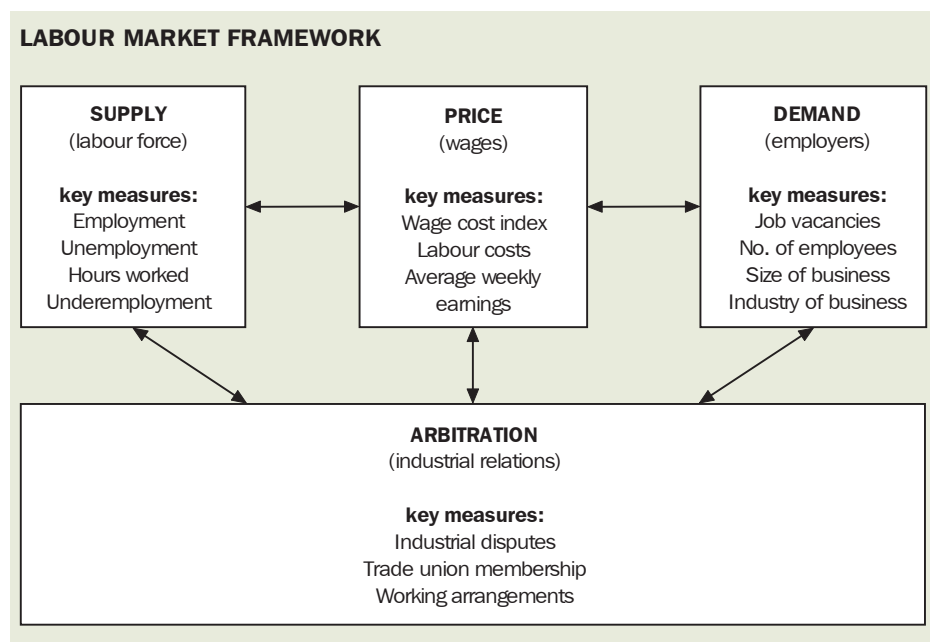 LABOUR MARKET FRAMEWORK
SUPPLY
(labour force)
key measures:
Employment
Unemployment
Hours worked
Underemployment
PRICE
(wages)
key measures:
Wage cost index
Labour costs
Average weekly
earnings
DEMAND
(employers)
key measures:
Job vacancies
No. of employees
Size of business
Industry of business
ARBITRATION
(industrial relations)
key measures:
Industrial disputes
Trade union membership
Working arrangements